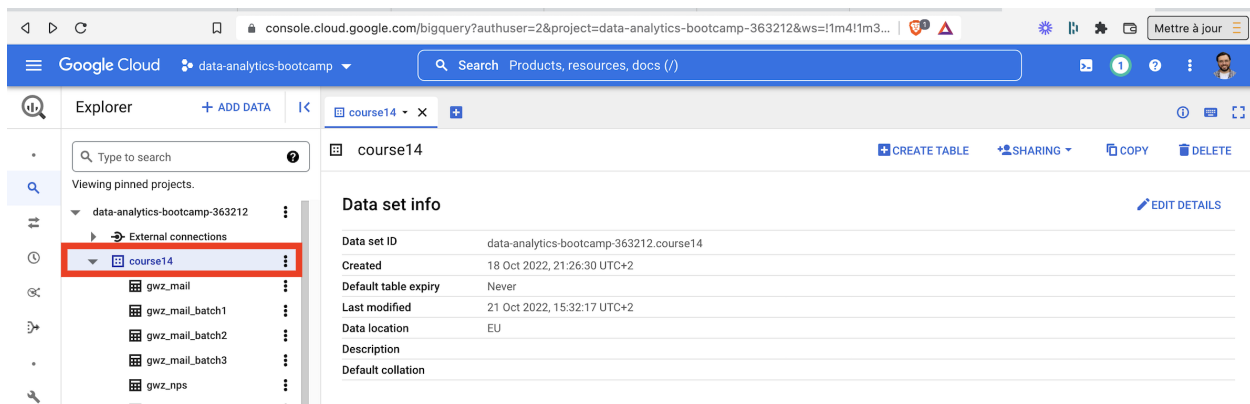 console.cloud.google.com/bigquery?authuser=2&project=data-analytics-bootcamp-363212&ws=!1m4!1m3... Mettre à jour
Google Cloud data-analytics-bootcamp Search Products, resources, docs (/) 1
Explorer + ADD DATA course14
Type to search
course14 CREATE TABLE SHARING COPY DELETE
Viewing pinned projects.
data-analytics-bootcamp-363212
External connections
course14
gwz_mail
gwz_mail_batch1
gwz_mail_batch2
gwz_mail_batch3
gwz_nps
Data set info EDIT DETAILS
Data set ID data-analytics-bootcamp-363212.course14
Created 18 Oct 2022, 21:26:30 UTC+2
Default table expiry Never
Last modified 21 Oct 2022, 15:32:17 UTC+2
Data location EU
Description
Default collation